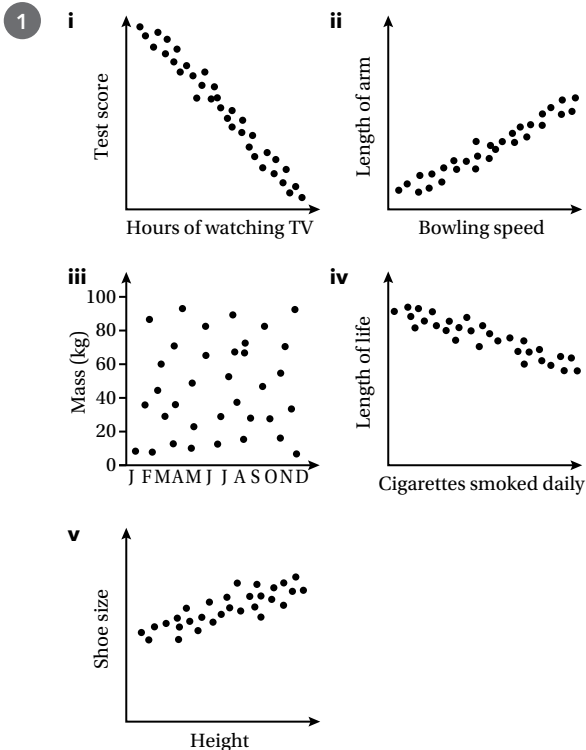 1
i
Test score
Hours of watching TV
ii
Length of arm
Bowling speed
iii
Mass (kg)
100
80
60
40
20
0
J F M A M J J A S O N D
iv
Length of life
Cigarettes smoked daily
v
Shoe size
Height